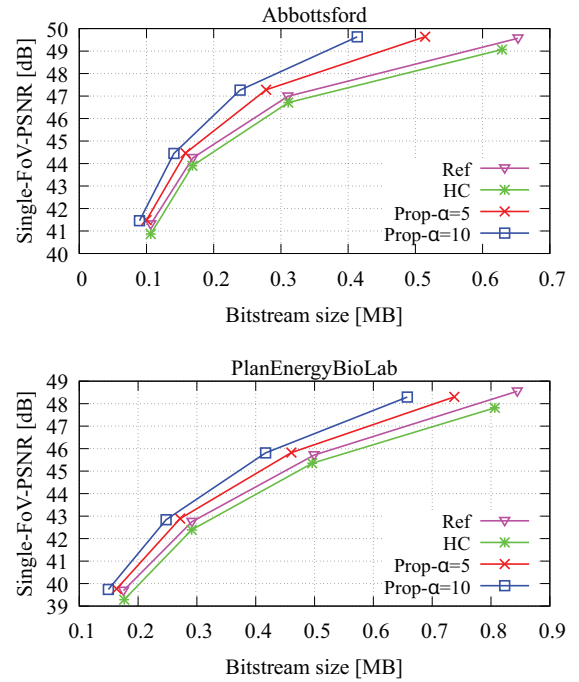 Abbottsford
Single-FoV-PSNR [dB]
50
49
48
47
46
45
44
43
42
41
40
Ref
HC
Prop-α=5
Prop-α=10
0 0.1 0.2 0.3 0.4 0.5 0.6 0.7
Bitstream size [MB]
PlanEnergyBioLab
Single-FoV-PSNR [dB]
49
48
47
46
45
44
43
42
41
40
39
Ref
HC
Prop-α=5
Prop-α=10
0.1 0.2 0.3 0.4 0.5 0.6 0.7 0.8 0.9
Bitstream size [MB]